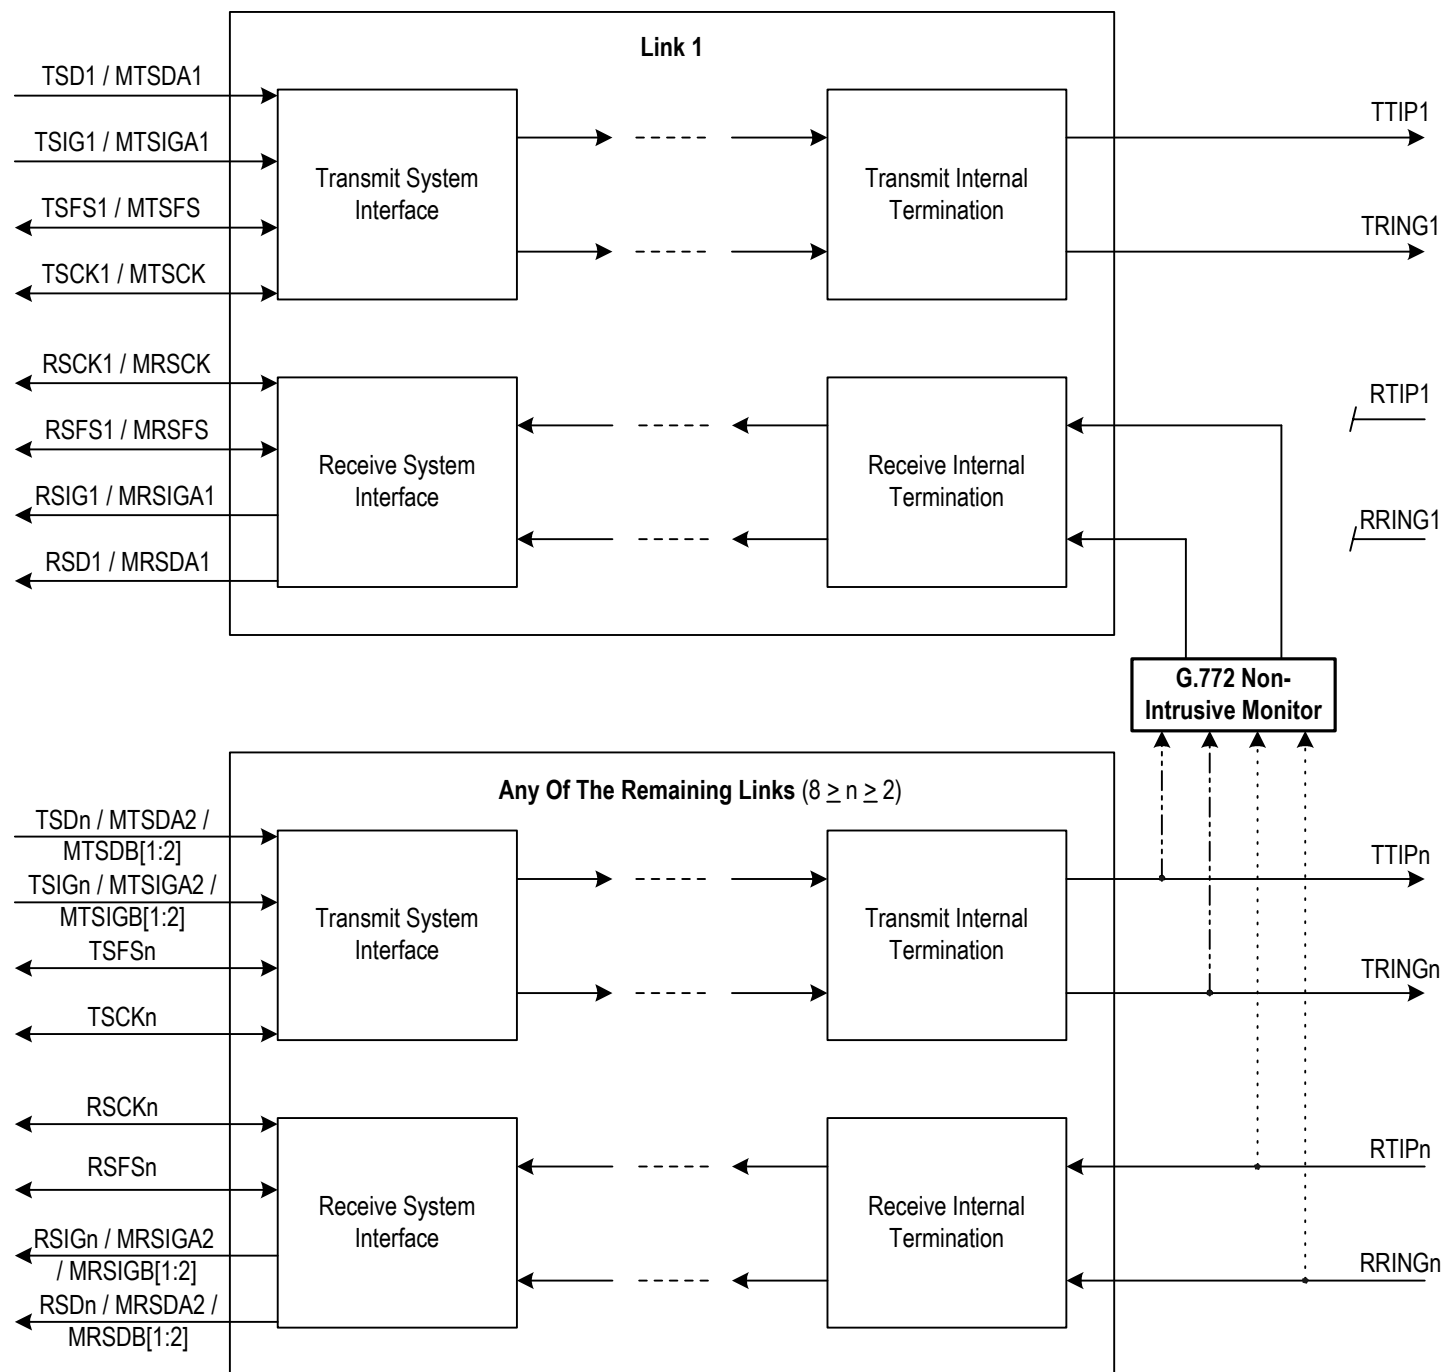 Link 1
TSD1 / MTSDA1
TSIG1 / MTSIGA1
TSFS1 / MTSFS
TSCK1 / MTSCK
Transmit System
Interface
Transmit Internal
Termination
TTIP1
TRING1
RSCK1 / MRSCK
RSFS1 / MRSFS
RSIG1 / MRSIGA1
RSD1 / MRSDA1
Receive System
Interface
Receive Internal
Termination
RTIP1
RRING1
G.772 Non-
Intrusive Monitor
Any Of The Remaining Links (8 ≥ n ≥ 2)
TSDn / MTSDA2 /
MTSDB[1:2]
TSIGn / MTSIGA2 /
MTSIGB[1:2]
TSFSn
TSCKn
Transmit System
Interface
Transmit Internal
Termination
TTIPn
TRINGn
RSCKn
RSFSn
RSIGn / MRSIGA2
/ MRSIGB[1:2]
RSDn / MRSDA2 /
MRSDB[1:2]
Receive System
Interface
Receive Internal
Termination
RTIPn
RRINGn